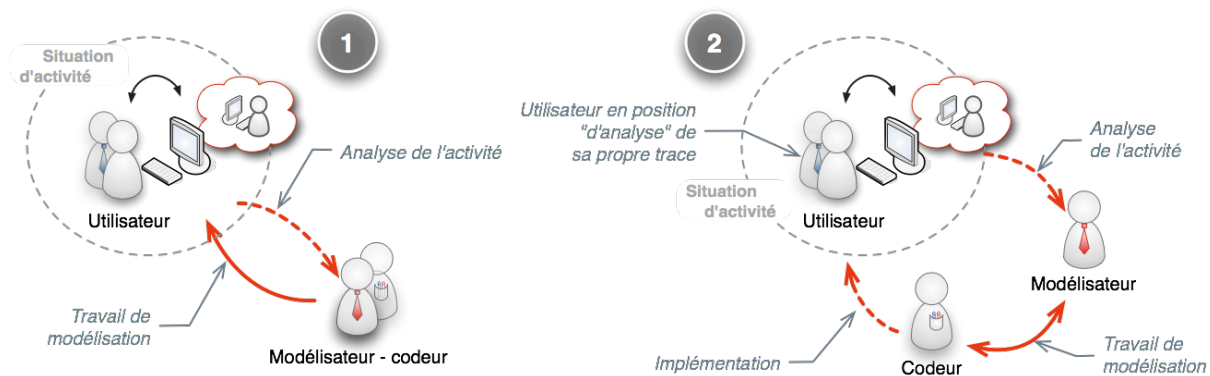 1
Situation
d'activité
Analyse de l'activité
Utilisateur
Travail de
modélisation
Modélisateur - codeur
2
Utilisateur en position
"d'analyse" de
sa propre trace
Analyse
de l'activité
Situation
d'activité
Utilisateur
Modélisateur
Implémentation
Codeur
Travail de
modélisation